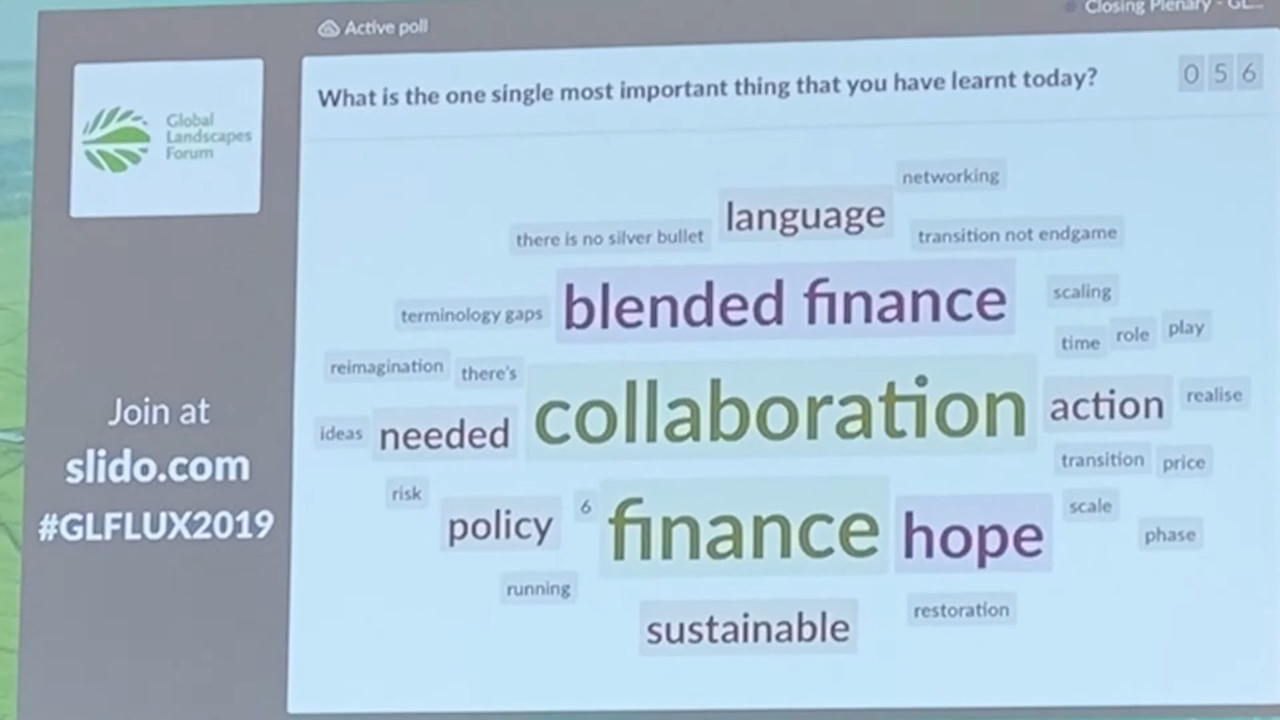 Active poll
Closing Plenary - GL...
Global
Landscapes
Forum
What is the one single most important thing that you have learnt today?
0 5 6
networking
language
there is no silver bullet
transition not endgame
blended finance
scaling
terminology gaps
time role play
reimagination there's
collaboration
action
realise
ideas
needed
transition price
risk
policy
6
finance
hope
scale
phase
running
restoration
sustainable
Join at
slido.com
#GLFLUX2019